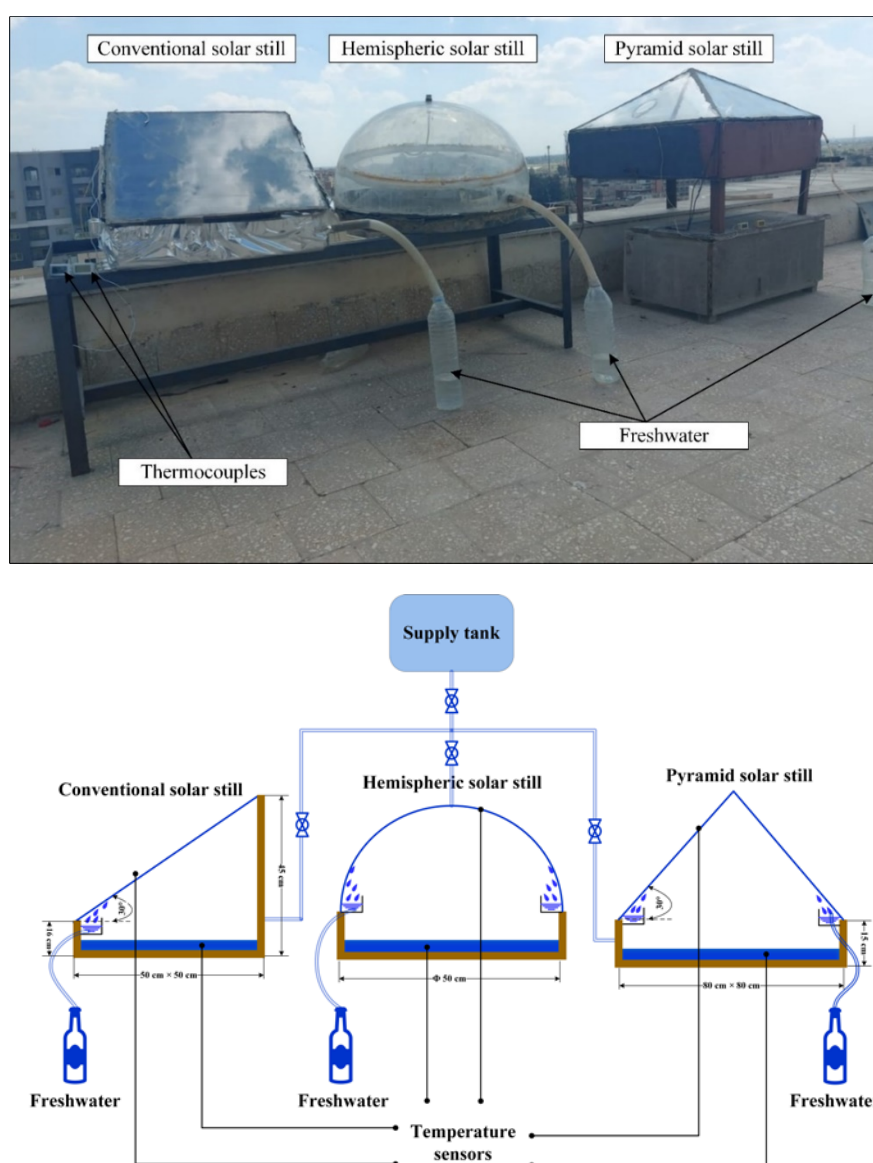 Conventional solar still
Hemispheric solar still
Pyramid solar still
Freshwater
Thermocouples
Supply tank
Conventional solar still
Hemispheric solar still
Pyramid solar still
45 cm
30°
30°
16 cm
15 cm
50 cm × 50 cm
Φ 50 cm
80 cm × 80 cm
Freshwater
Freshwater
Freshwate
Temperature
sensors